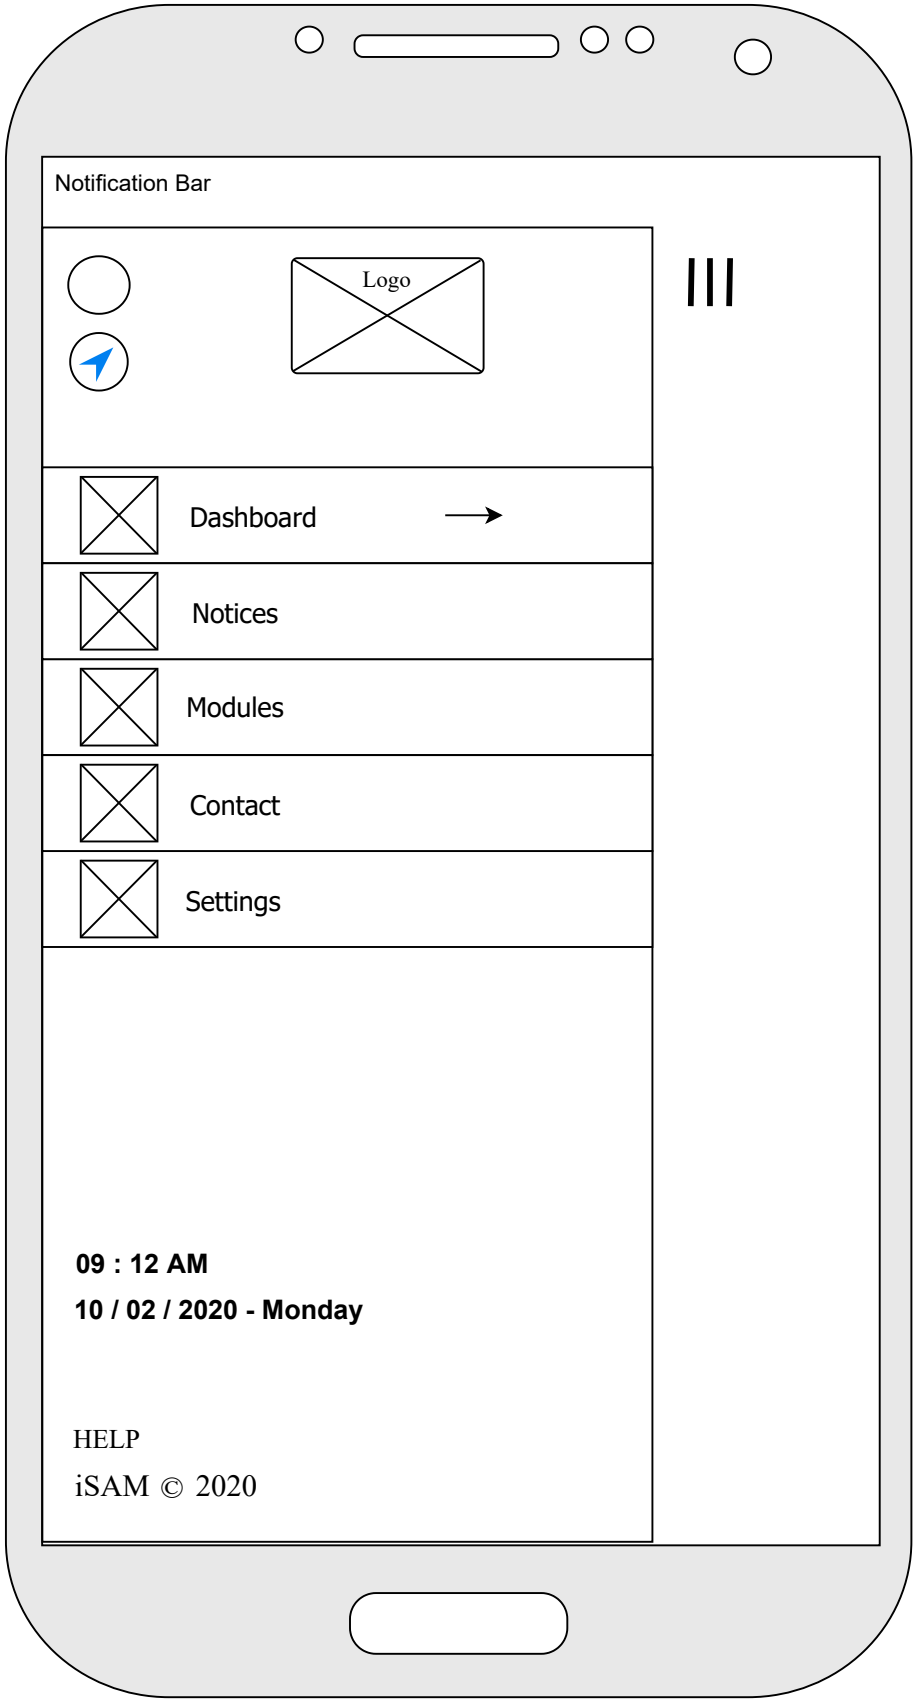 Notification Bar
Logo
Dashboard
Notices
Modules
Contact
Settings
09 : 12 AM
10 / 02 / 2020 - Monday
HELP
iSAM © 2020